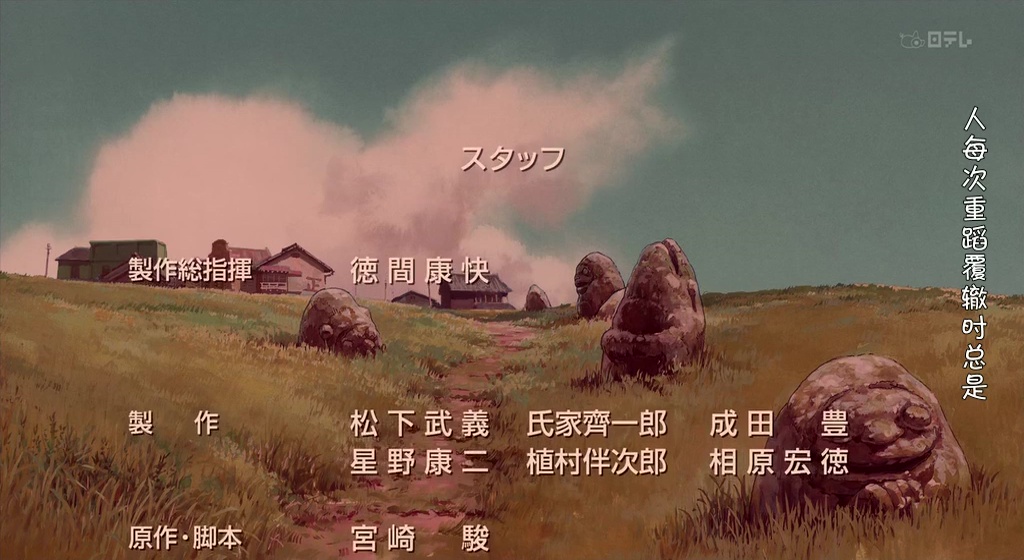 日テレ
人每次重蹈覆辙时总是
スタッフ
製作総指揮 徳間康快
製作 松下武義 氏家齊一郎 成田豊
星野康二 植村伴次郎 相原宏徳
原作・脚本 宮崎駿